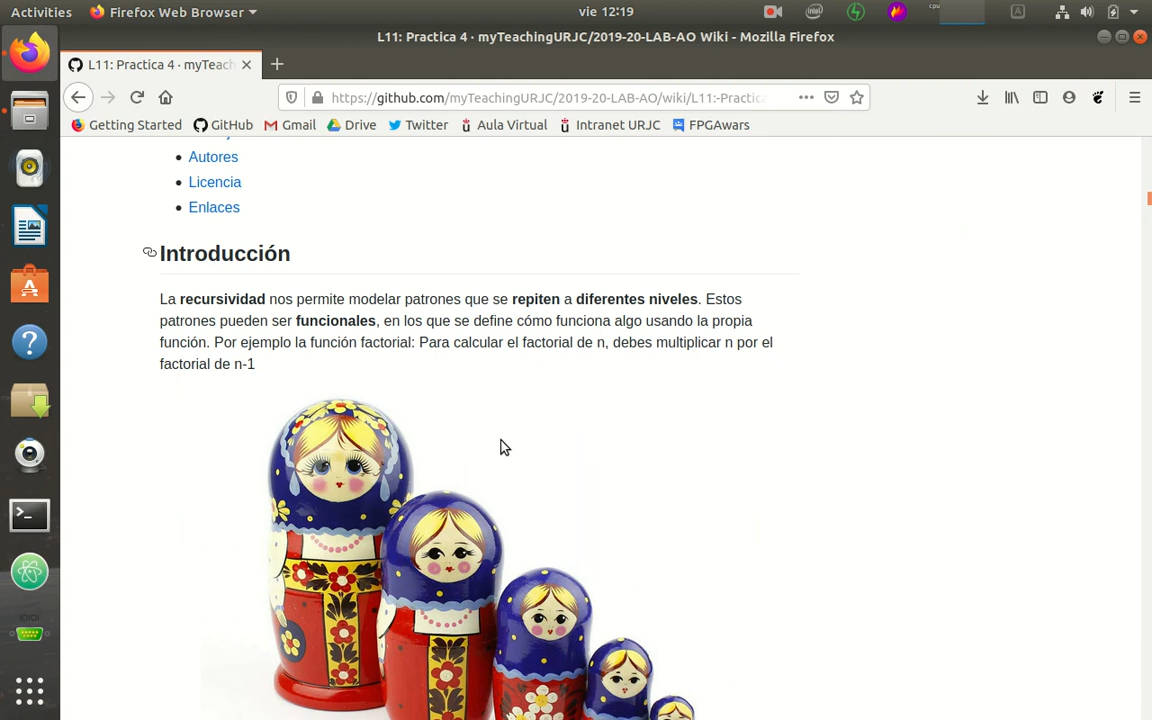 Activities
Firefox Web Browser
vie 12:19
cpu
L11: Practica 4 · myTeachingURJC/2019-20-LAB-AO Wiki - Mozilla Firefox
L11: Practica 4 · myTeach
https://github.com/myTeachingURJC/2019-20-LAB-AO/wiki/L11:-Practica
Getting Started
GitHub
Gmail
Drive
Twitter
Aula Virtual
Intranet URJC
FPGAwars
Autores
Licencia
Enlaces
Introducción
La recursividad nos permite modelar patrones que se repiten a diferentes niveles. Estos
patrones pueden ser funcionales, en los que se define cómo funciona algo usando la propia
función. Por ejemplo la función factorial: Para calcular el factorial de n, debes multiplicar n por el
factorial de n-1